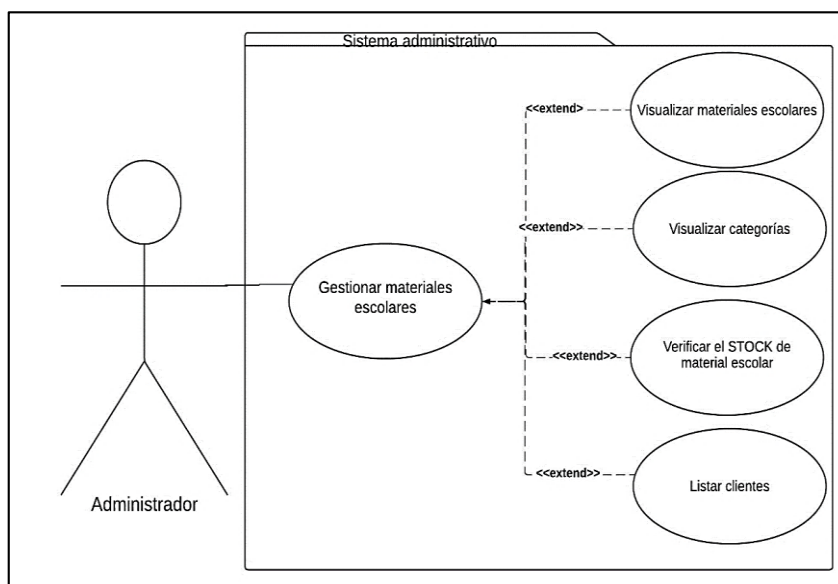 Sistema administrativo
<<extend>
Visualizar materiales escolares
<<extend>>
Visualizar categorías
Gestionar materiales
escolares
<<extend>>
Verificar el STOCK de
material escolar
<<extend>>
Listar clientes
Administrador